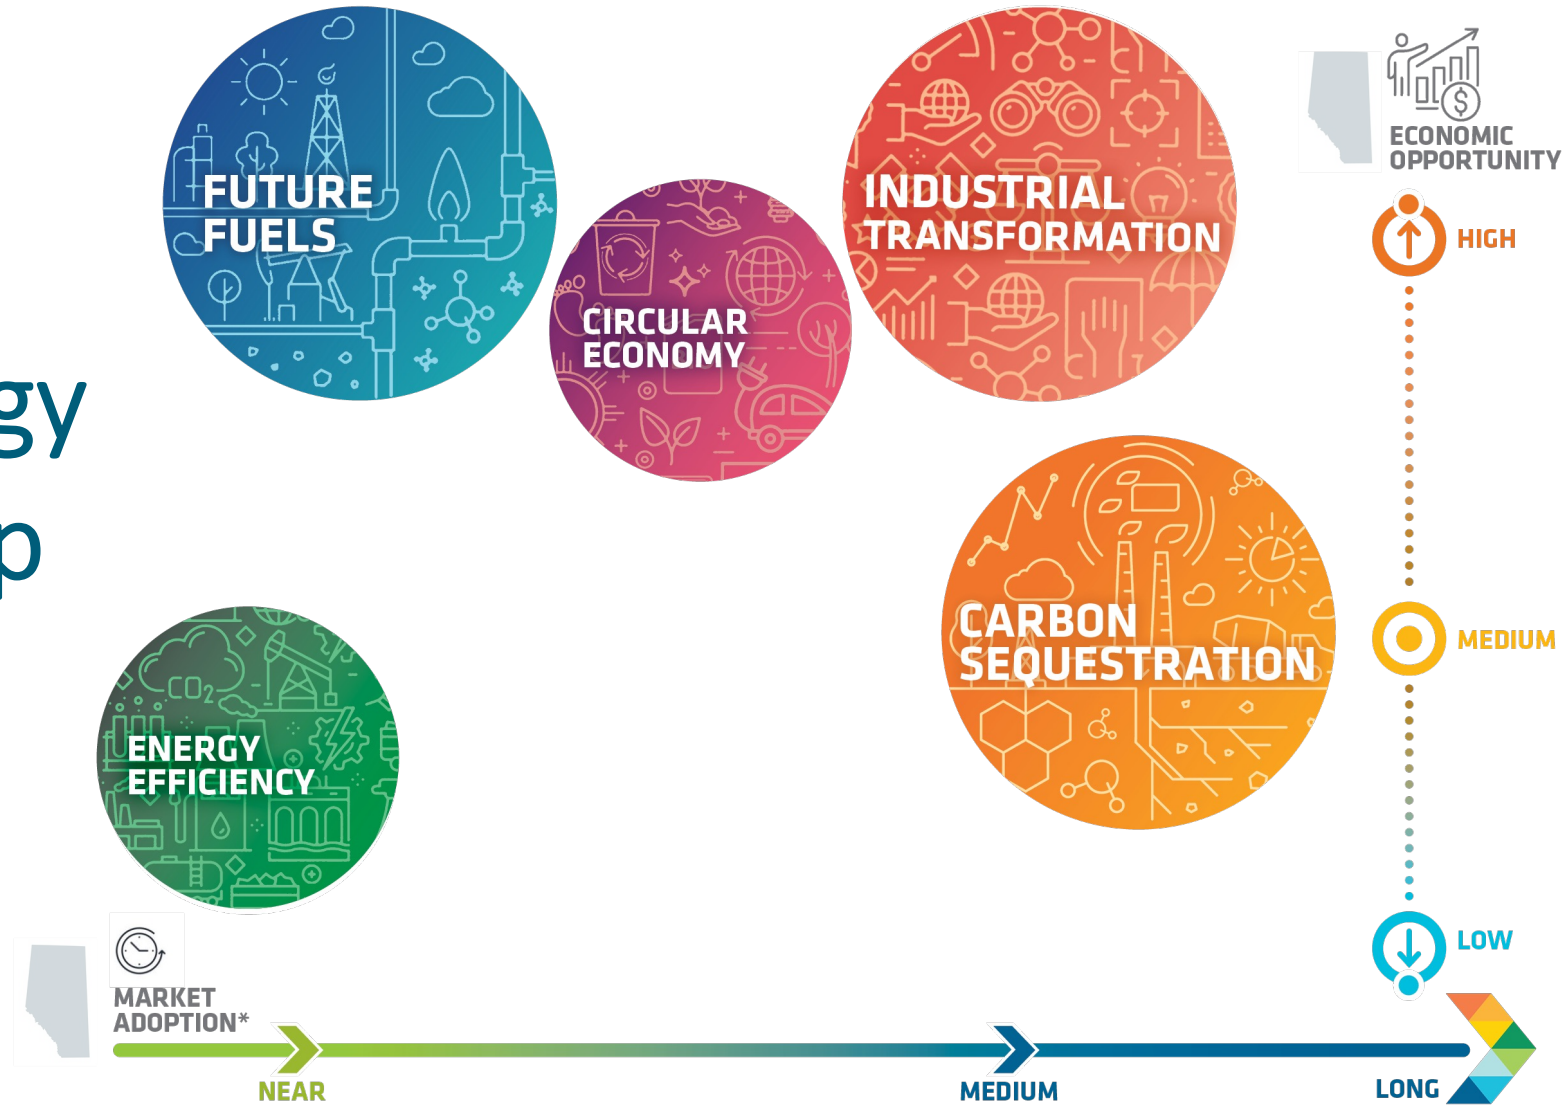 FUTURE
FUELS
CIRCULAR
ECONOMY
INDUSTRIAL
TRANSFORMATION
ECONOMIC
OPPORTUNITY
HIGH
gy
p
CARBON
SEQUESTRATION
MEDIUM
CO2
ENERGY
EFFICIENCY
LOW
MARKET
ADOPTION*
NEAR
MEDIUM
LONG